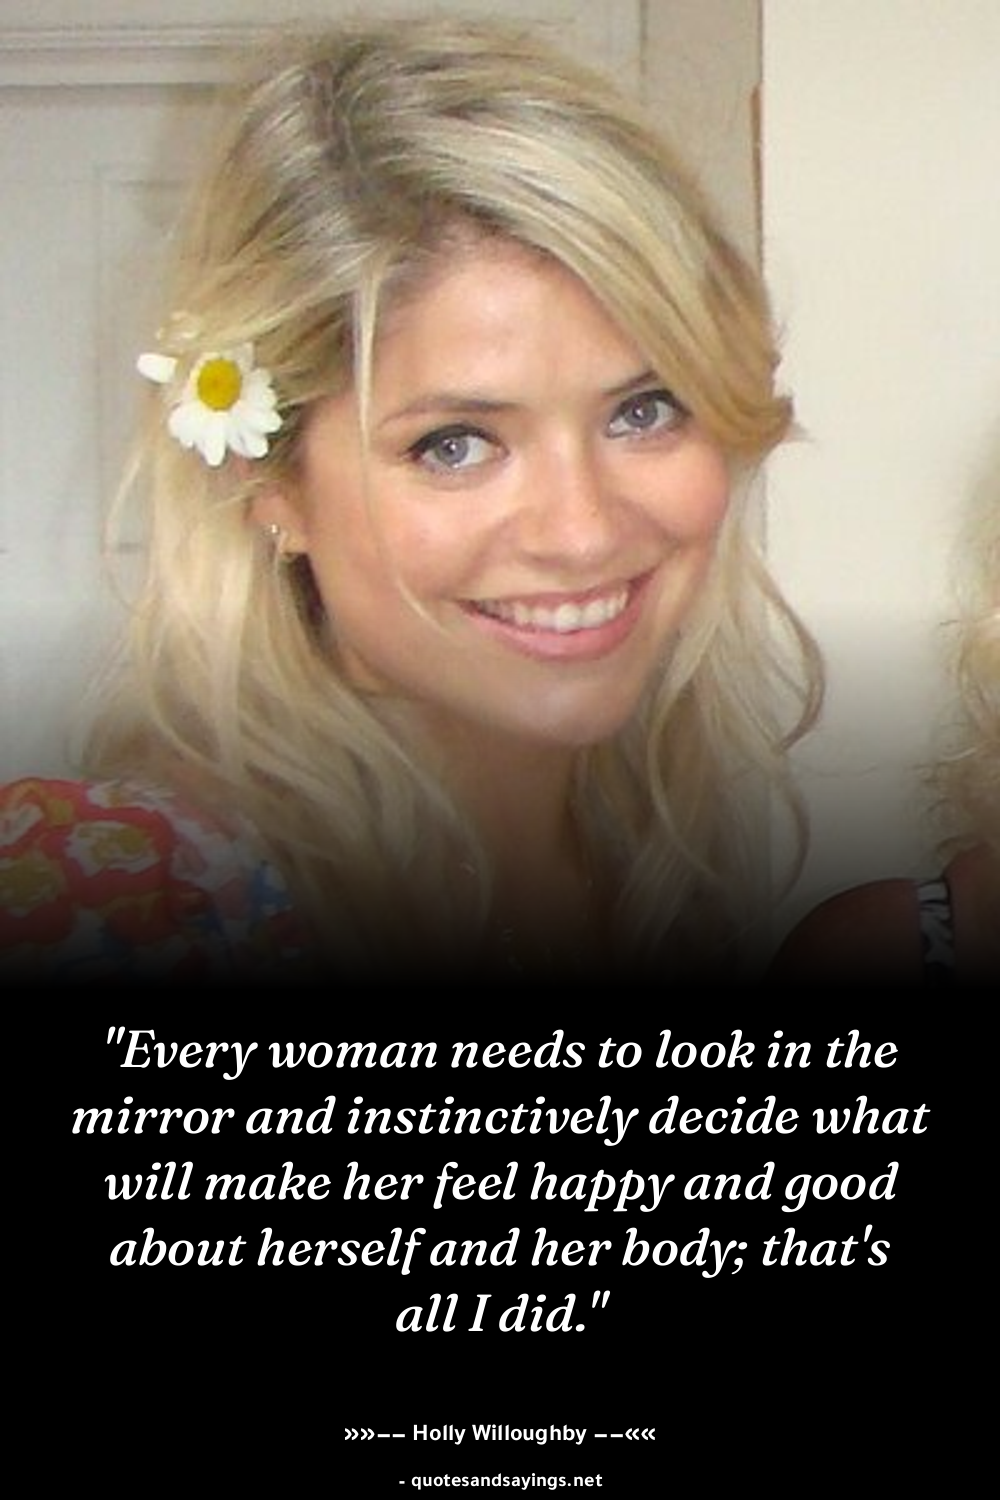 "Every woman needs to look in the
mirror and instinctively decide what
will make her feel happy and good
about herself and her body; that's
all I did."
»»–– Holly Willoughby ––««
- quotesandsayings.net